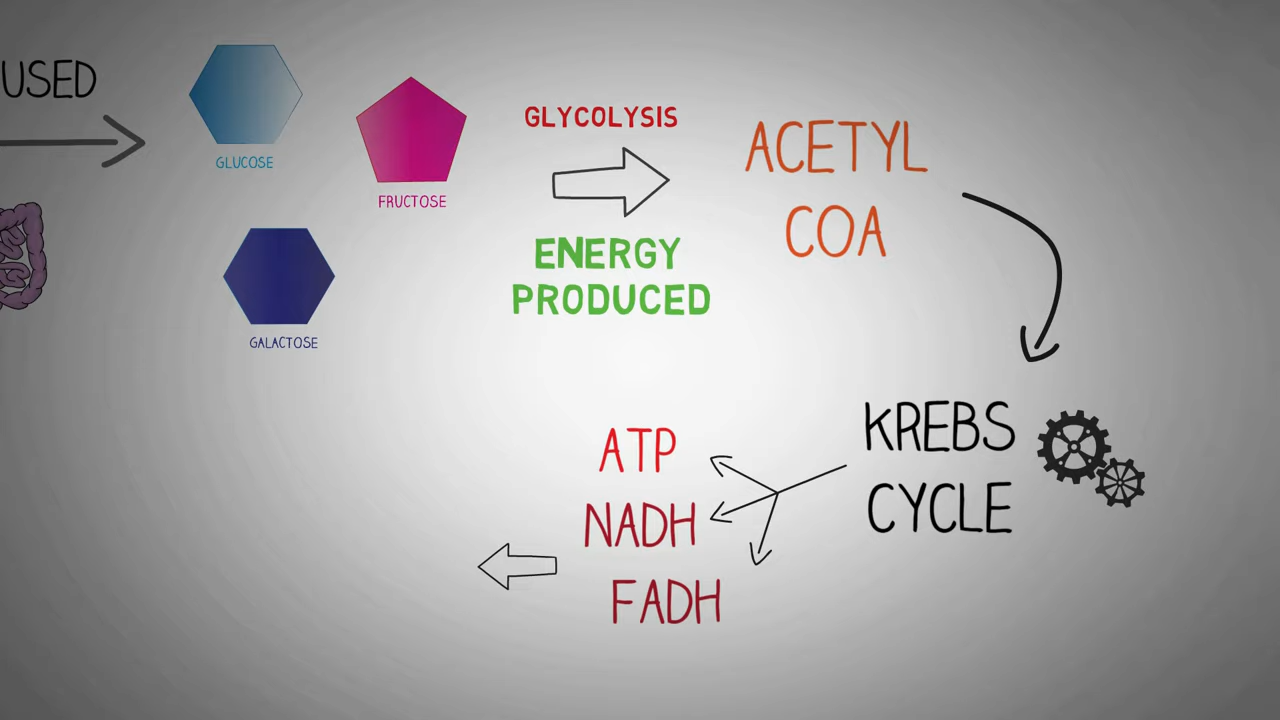 USED
GLUCOSE
FRUCTOSE
GALACTOSE
GLYCOLYSIS
ENERGY
PRODUCED
ACETYL
COA
KREBS
CYCLE
ATP
NADH
FADH